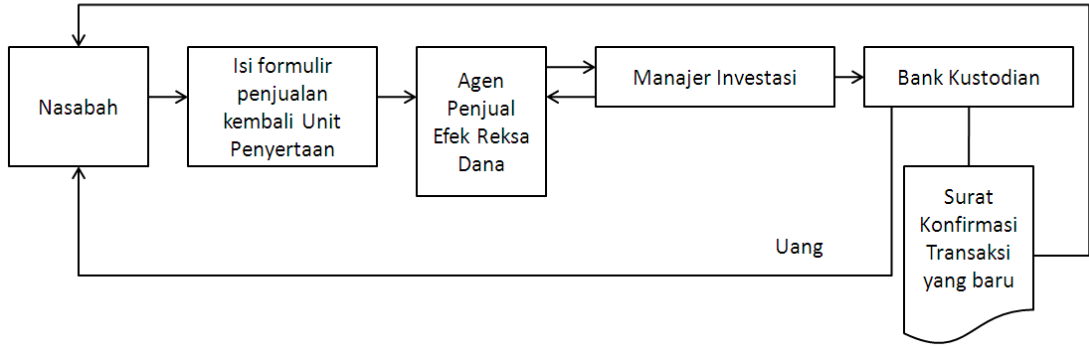 Nasabah
Isi formulir
penjualan
kembali Unit
Penyertaan
Agen
Penjual
Efek Reksa
Dana
Manajer Investasi
Bank Kustodian
Surat
Konfirmasi
Transaksi
yang baru
Uang